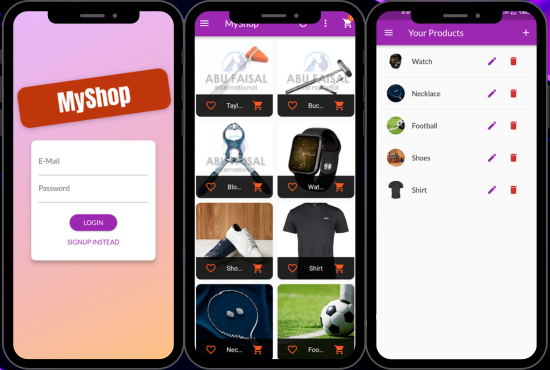 MyShop
E-Mail
Password
LOGIN
SIGNUP INSTEAD
MyShop
ABU FAISAL
International
ABU FAISAL
International
Tayl...
Buc...
ABU FAISAL
International
Blo...
Wat...
Sho...
Shirt
Nec...
Foo...
Your Products
Watch
Necklace
Football
Shoes
Shirt